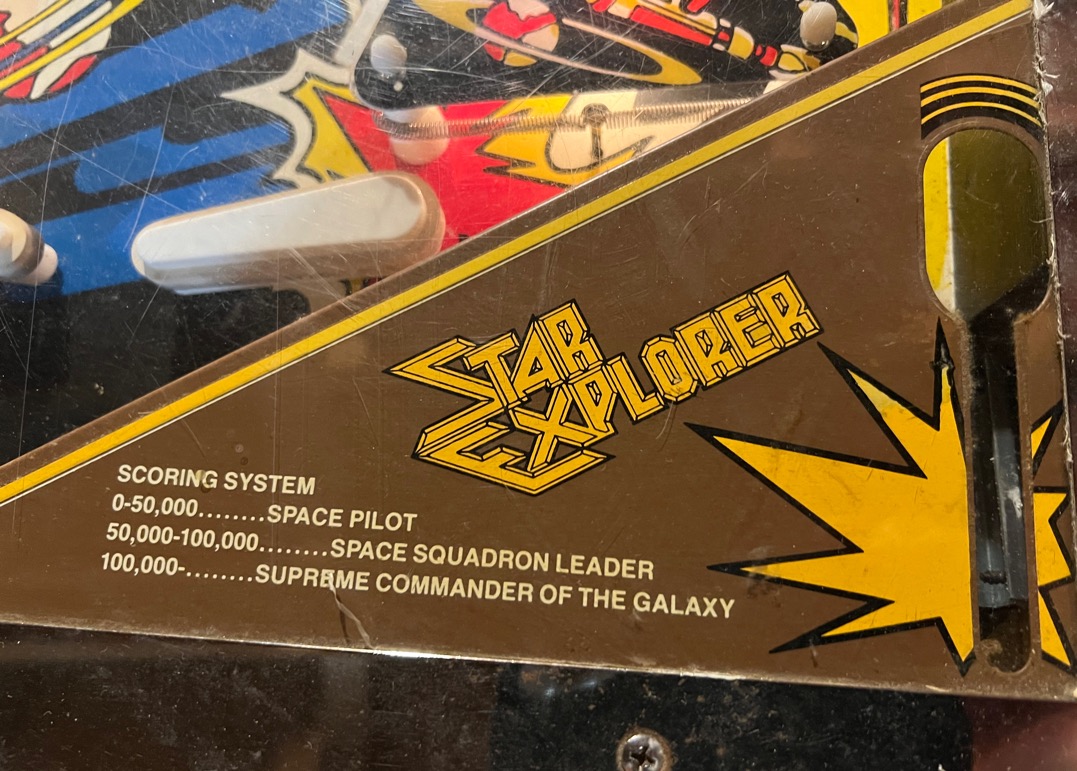 STAR
EXPLORER
SCORING SYSTEM
0-50,000........SPACE PILOT
50,000-100,000........SPACE SQUADRON LEADER
100,000-........SUPREME COMMANDER OF THE GALAXY